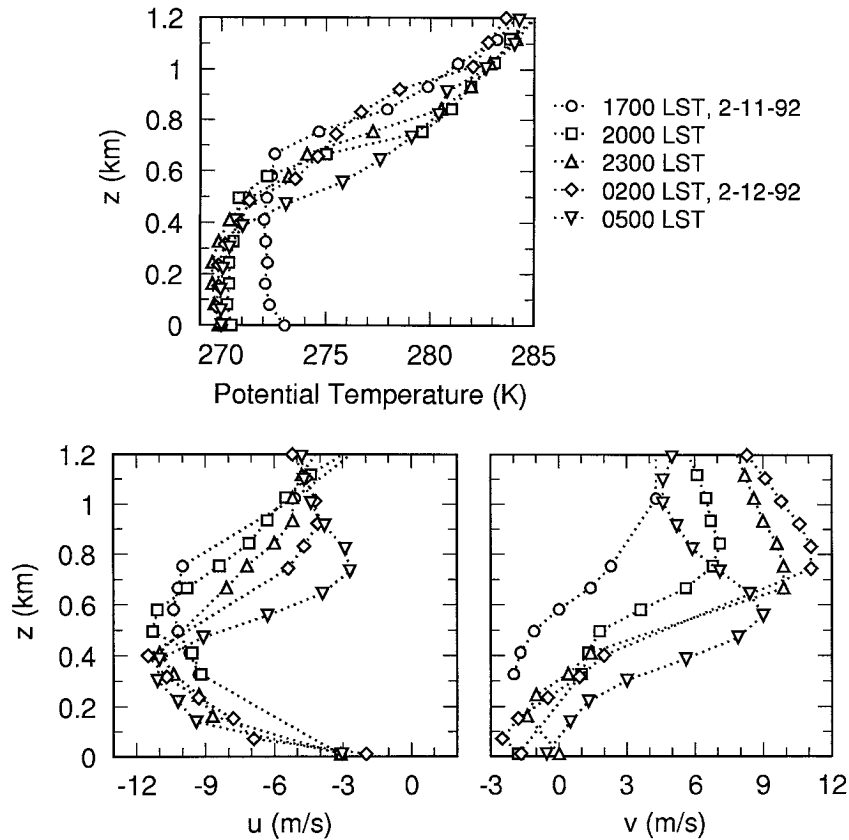 1.2
1
0.8
0.6
0.4
0.2
0
z (km)
270 275 280 285
Potential Temperature (K)
1700 LST, 2-11-92
2000 LST
2300 LST
0200 LST, 2-12-92
0500 LST
1.2
1
0.8
0.6
0.4
0.2
0
z (km)
-12 -9 -6 -3 0
u (m/s)
-3 0 3 6 9 12
v (m/s)